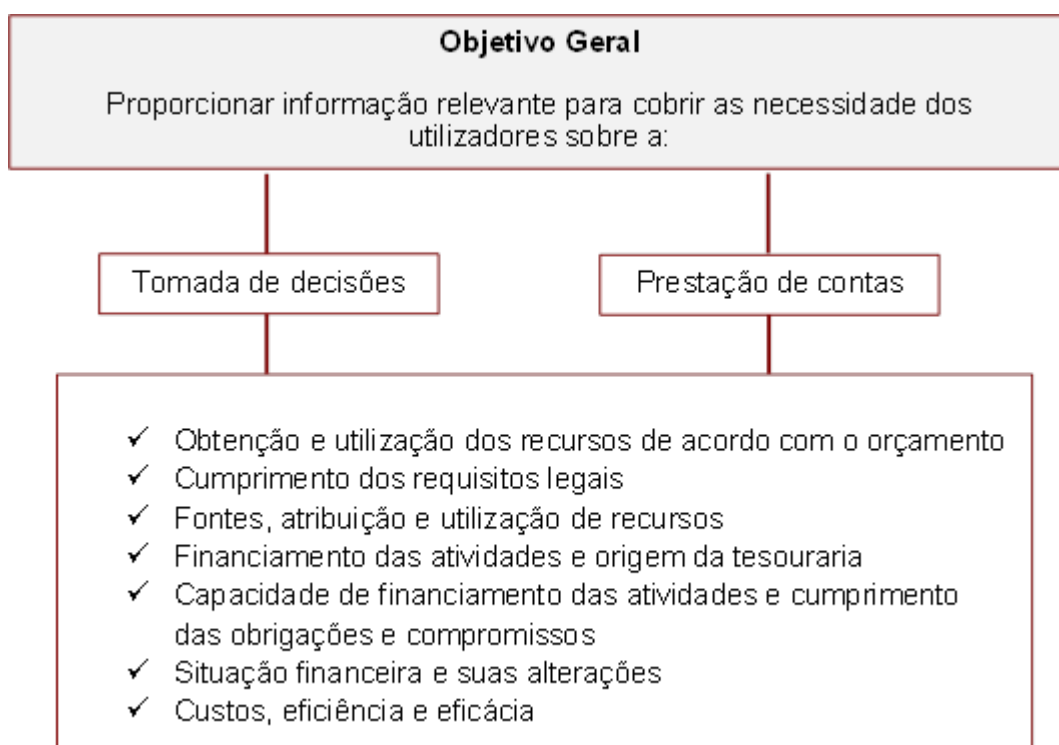 Objetivo Geral
Proporcionar informação relevante para cobrir as necessidade dos
utilizadores sobre a:
Tomada de decisões
Prestação de contas
✓ Obtenção e utilização dos recursos de acordo com o orçamento
✓ Cumprimento dos requisitos legais
✓ Fontes, atribuição e utilização de recursos
✓ Financiamento das atividades e origem da tesouraria
✓ Capacidade de financiamento das atividades e cumprimento
das obrigações e compromissos
✓ Situação financeira e suas alterações
✓ Custos, eficiência e eficácia